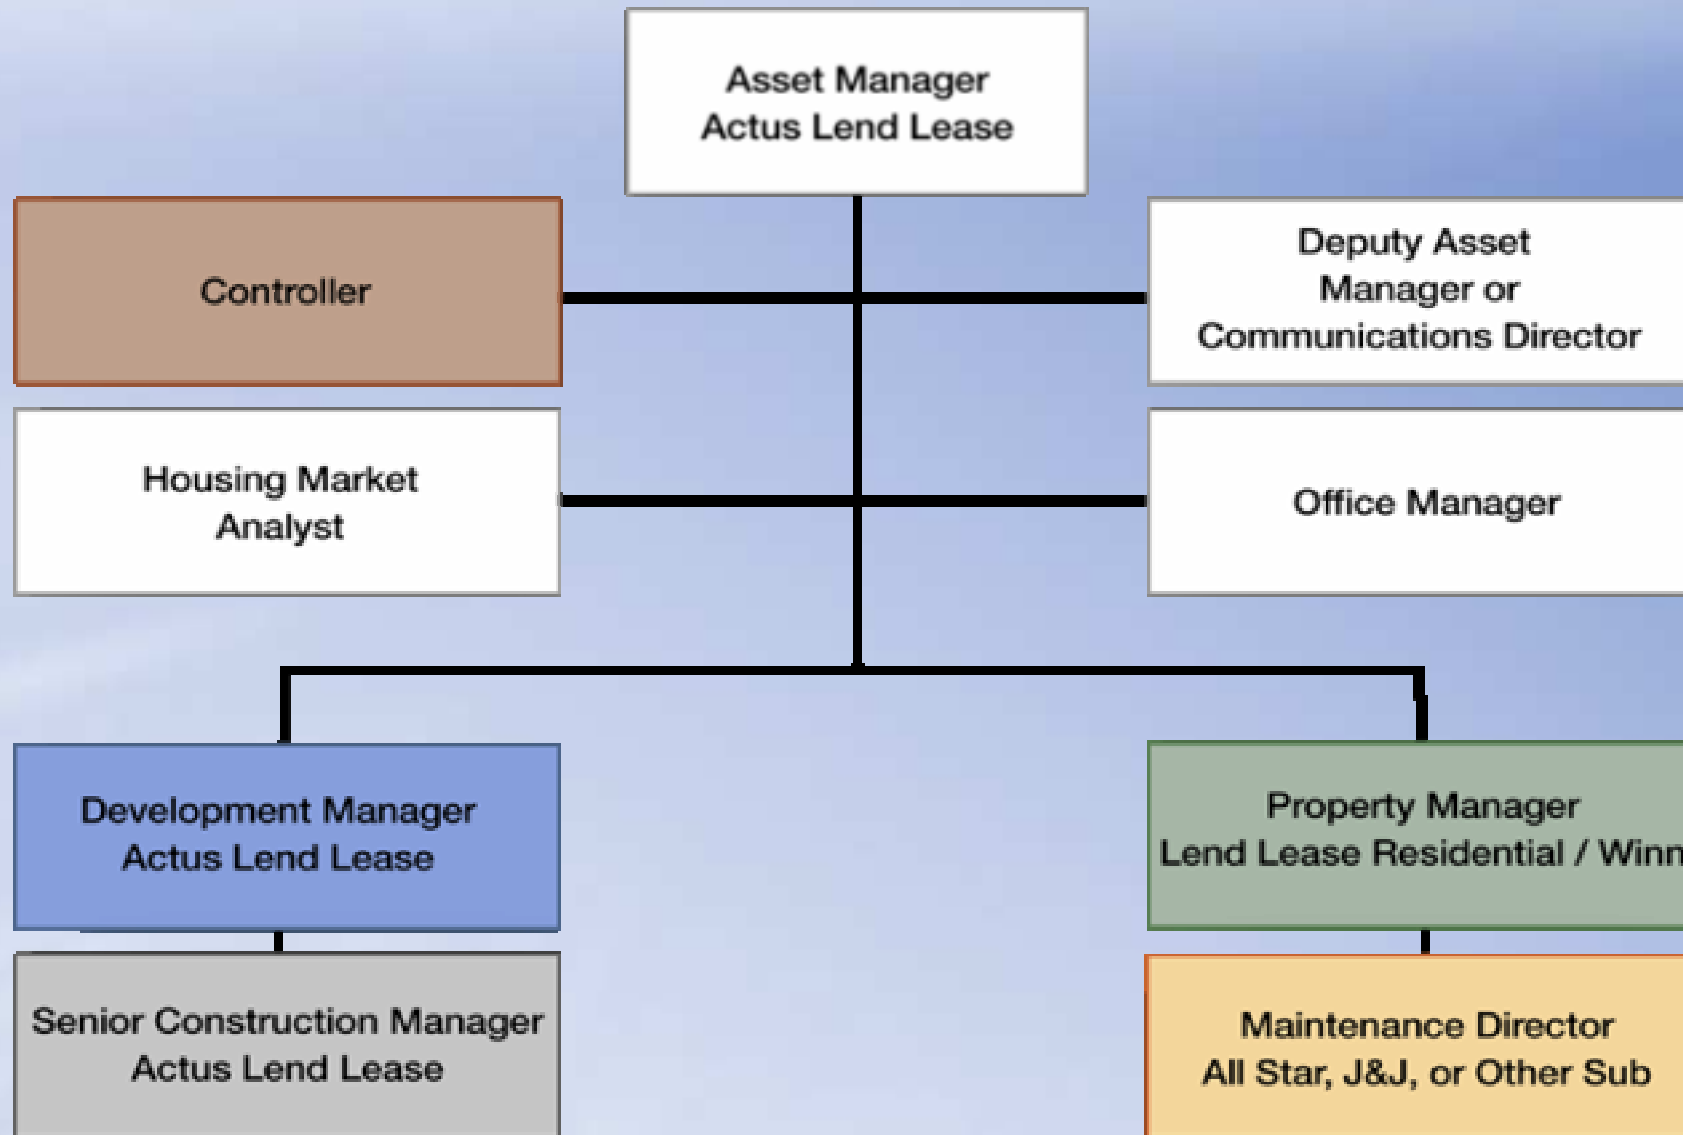 Asset Manager
Actus Lend Lease
Controller
Deputy Asset
Manager or
Communications Director
Housing Market
Analyst
Office Manager
Development Manager
Actus Lend Lease
Property Manager
Lend Lease Residential / Winn
Senior Construction Manager
Actus Lend Lease
Maintenance Director
All Star, J&J, or Other Sub